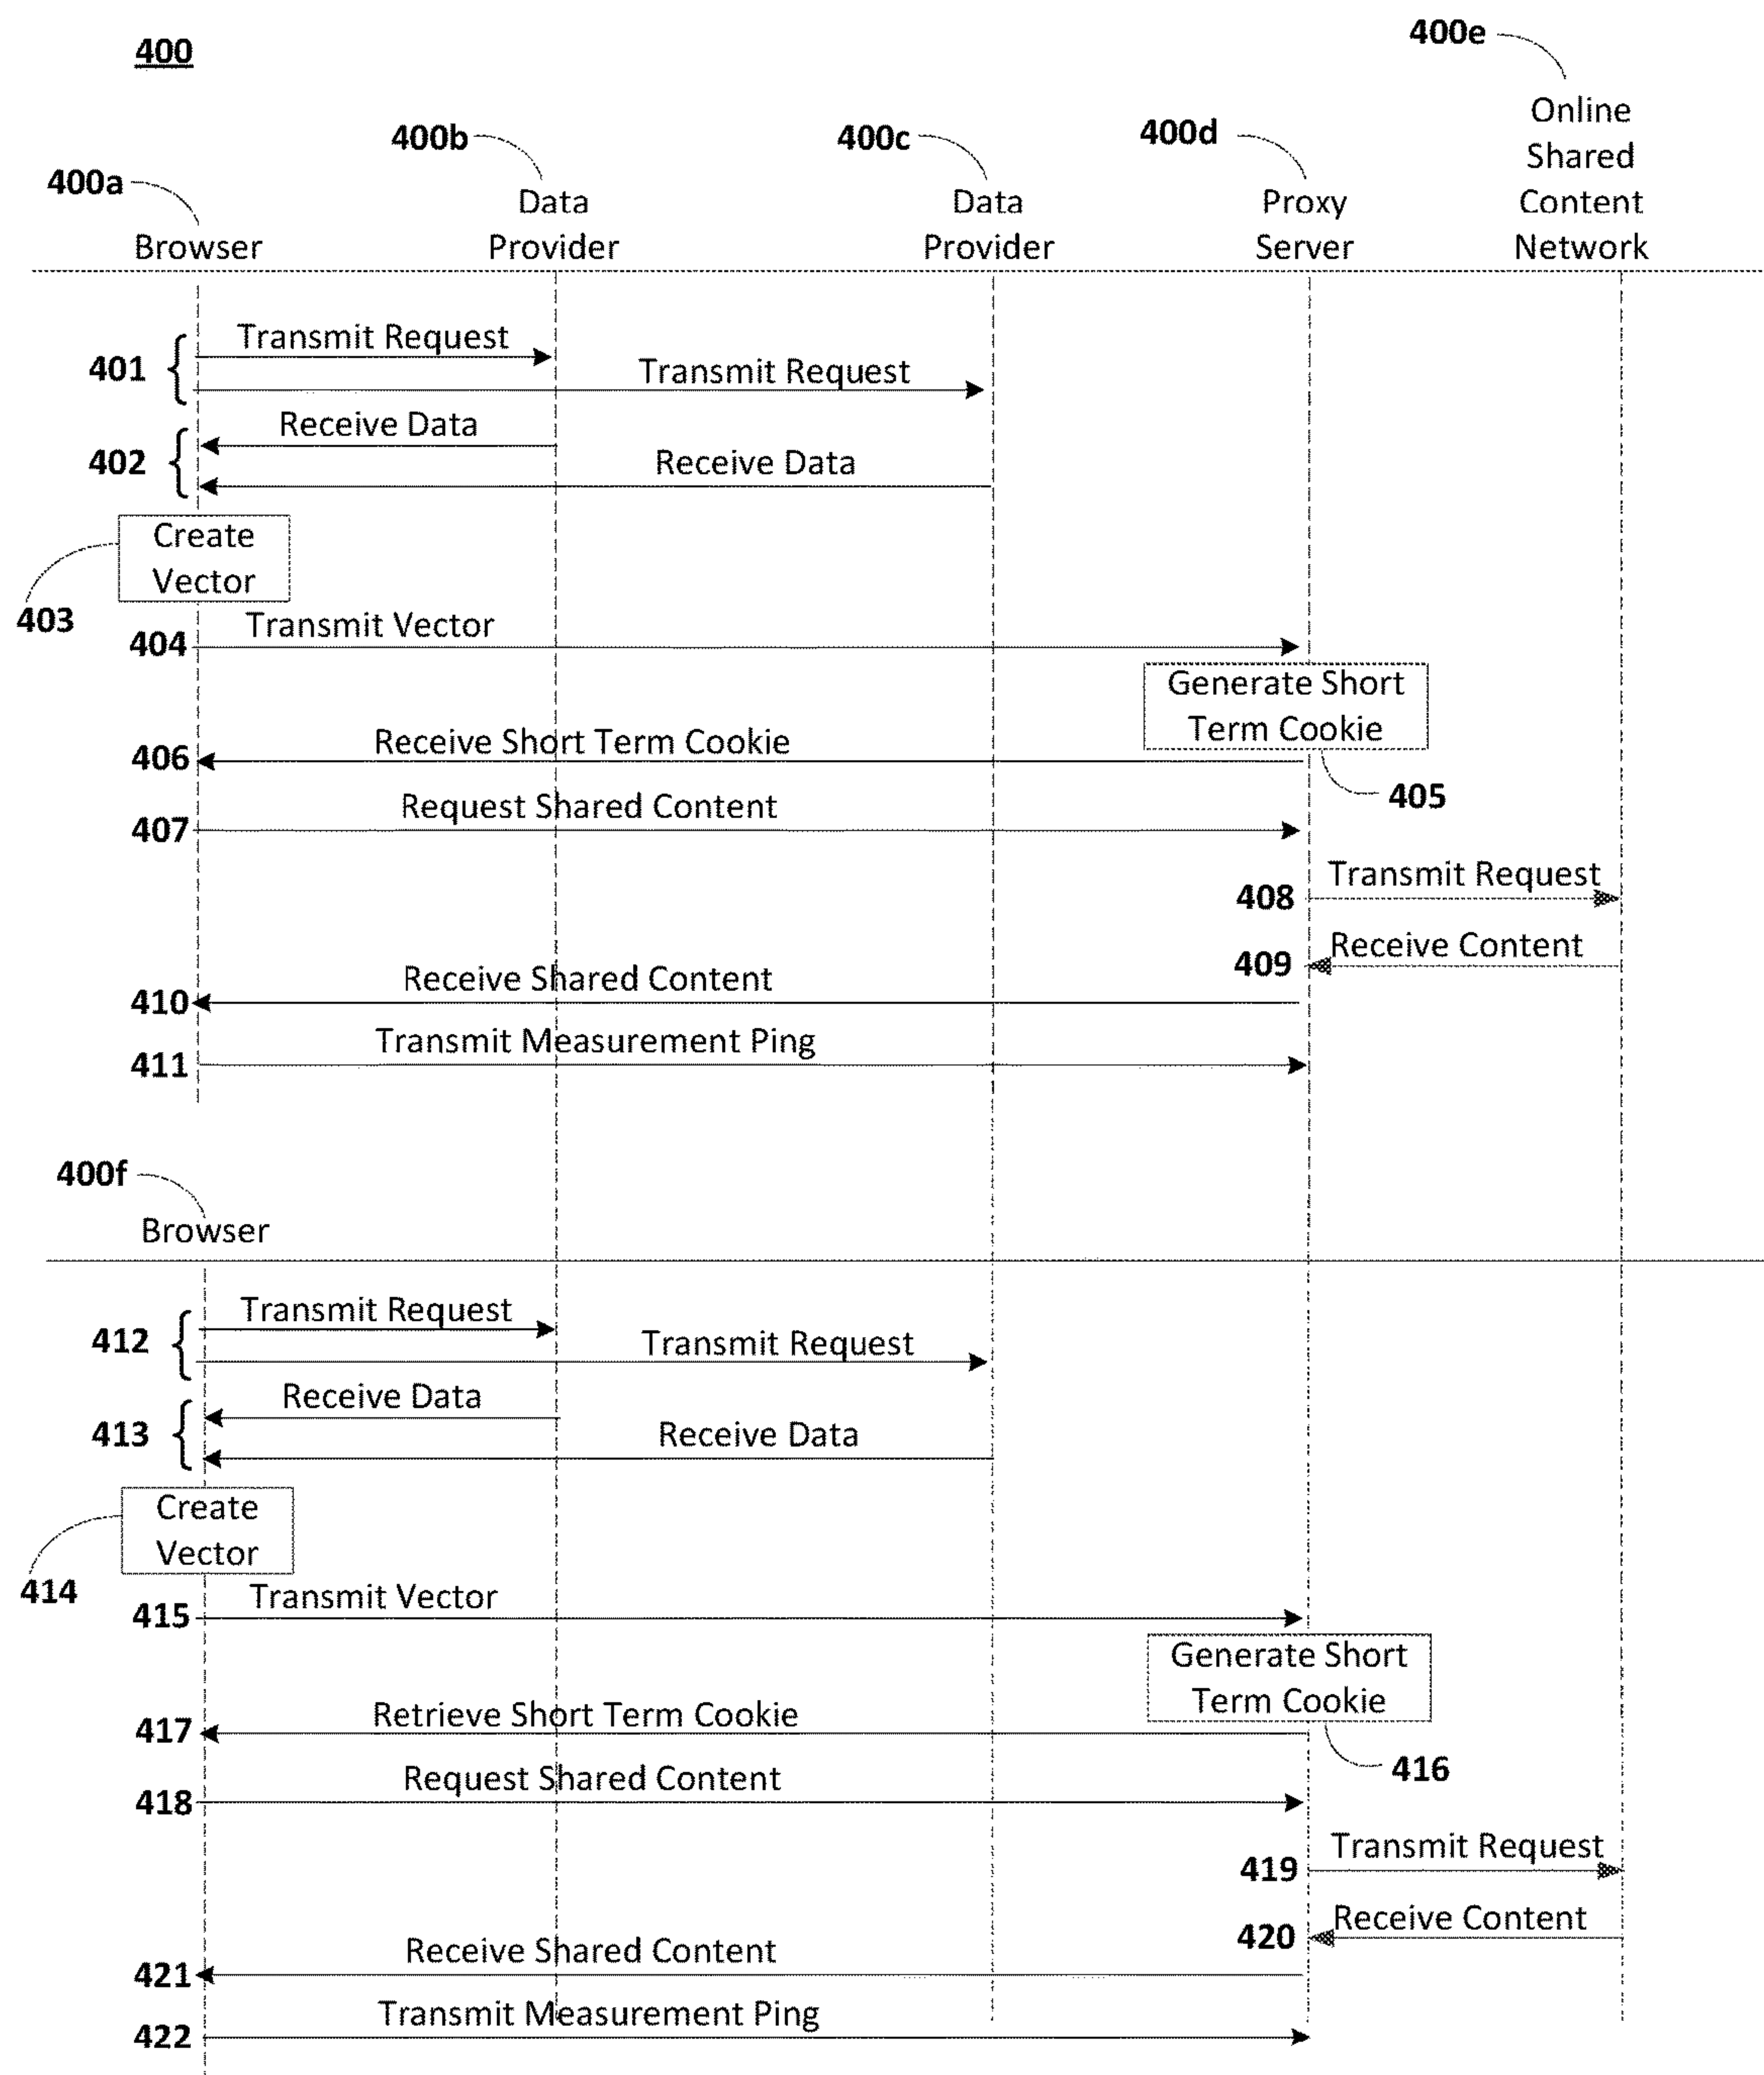 400
400e
Online
Shared
Content
Network
400b
400c
400d
400a
Data
Provider
Data
Provider
Proxy
Server
Browser
Transmit Request
401
Transmit Request
Receive Data
402
Receive Data
Create
Vector
403
Transmit Vector
404
Generate Short
Term Cookie
405
Receive Short Term Cookie
406
Request Shared Content
407
Transmit Request
408
Receive Content
409
Receive Shared Content
410
Transmit Measurement Ping
411
400f
Browser
Transmit Request
412
Transmit Request
Receive Data
413
Receive Data
Create
Vector
414
Transmit Vector
415
Generate Short
Term Cookie
416
Retrieve Short Term Cookie
417
Request Shared Content
418
Transmit Request
419
Receive Content
420
Receive Shared Content
421
Transmit Measurement Ping
422